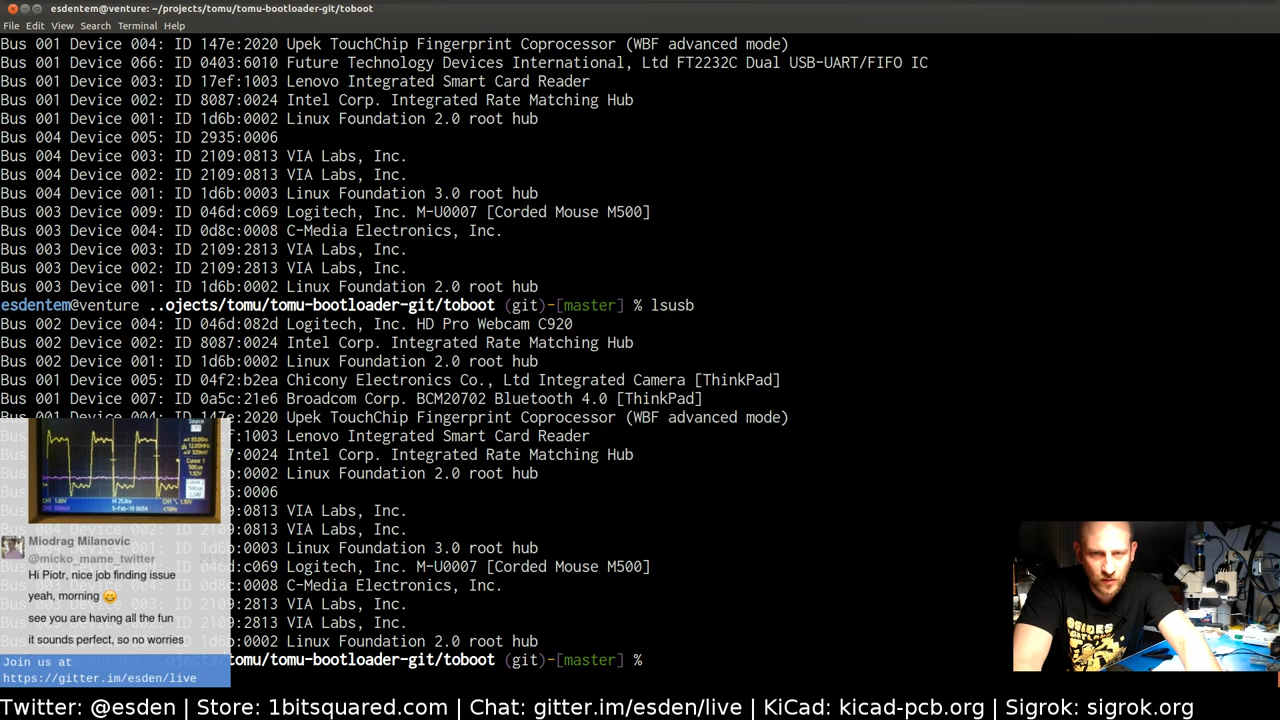 esdentem@venture: ~/projects/tomu/tomu-bootloader-git/toboot
File Edit View Search Terminal Help
Bus 001 Device 004: ID 147e:2020 Upek TouchChip Fingerprint Coprocessor (WBF advanced mode)
Bus 001 Device 066: ID 0403:6010 Future Technology Devices International, Ltd FT2232C Dual USB-UART/FIFO IC
Bus 001 Device 003: ID 17ef:1003 Lenovo Integrated Smart Card Reader
Bus 001 Device 002: ID 8087:0024 Intel Corp. Integrated Rate Matching Hub
Bus 001 Device 001: ID 1d6b:0002 Linux Foundation 2.0 root hub
Bus 004 Device 005: ID 2935:0006
Bus 004 Device 003: ID 2109:0813 VIA Labs, Inc.
Bus 004 Device 002: ID 2109:0813 VIA Labs, Inc.
Bus 004 Device 001: ID 1d6b:0003 Linux Foundation 3.0 root hub
Bus 003 Device 009: ID 046d:c069 Logitech, Inc. M-U0007 [Corded Mouse M500]
Bus 003 Device 004: ID 0d8c:0008 C-Media Electronics, Inc.
Bus 003 Device 003: ID 2109:2813 VIA Labs, Inc.
Bus 003 Device 002: ID 2109:2813 VIA Labs, Inc.
Bus 003 Device 001: ID 1d6b:0002 Linux Foundation 2.0 root hub
esdentem@venture ..ojects/tomu/tomu-bootloader-git/toboot (git)-[master] % lsusb
Bus 002 Device 004: ID 046d:082d Logitech, Inc. HD Pro Webcam C920
Bus 002 Device 002: ID 8087:0024 Intel Corp. Integrated Rate Matching Hub
Bus 002 Device 001: ID 1d6b:0002 Linux Foundation 2.0 root hub
Bus 001 Device 005: ID 04f2:b2ea Chicony Electronics Co., Ltd Integrated Camera [ThinkPad]
Bus 001 Device 007: ID 0a5c:21e6 Broadcom Corp. BCM20702 Bluetooth 4.0 [ThinkPad]
Bus 001 Device 004: ID 147e:2020 Upek TouchChip Fingerprint Coprocessor (WBF advanced mode)
ef:1003 Lenovo Integrated Smart Card Reader
7:0024 Intel Corp. Integrated Rate Matching Hub
b:0002 Linux Foundation 2.0 root hub
5:0006
9:0813 VIA Labs, Inc.
2109:0813 VIA Labs, Inc.
1d6b:0003 Linux Foundation 3.0 root hub
046d:c069 Logitech, Inc. M-U0007 [Corded Mouse M500]
0d8c:0008 C-Media Electronics, Inc.
2109:2813 VIA Labs, Inc.
2109:2813 VIA Labs, Inc.
1d6b:0002 Linux Foundation 2.0 root hub
..ojects/tomu/tomu-bootloader-git/toboot (git)-[master] %
Miodrag Milanovic
@micko_mame_twitter
Hi Piotr, nice job finding issue
yeah, morning 😊
see you are having all the fun
it sounds perfect, so no worries
Join us at
https://gitter.im/esden/live
Twitter: @esden | Store: 1bitsquared.com | Chat: gitter.im/esden/live | KiCad: kicad-pcb.org | Sigrok: sigrok.org